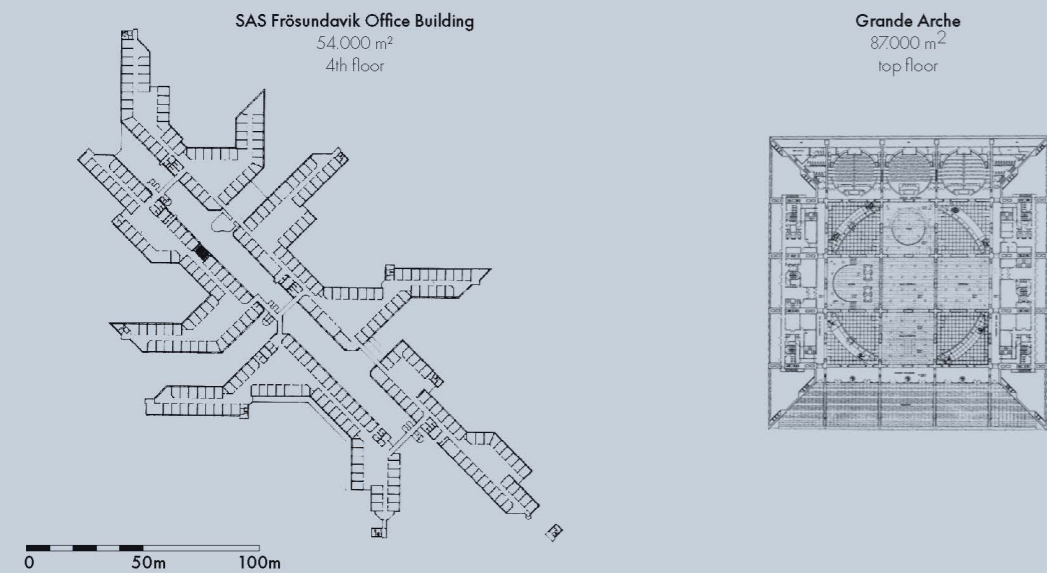 SAS Frösundavik Office Building
54.000 m²
4th floor
Grande Arche
87.000 m²
top floor
0 50m 100m